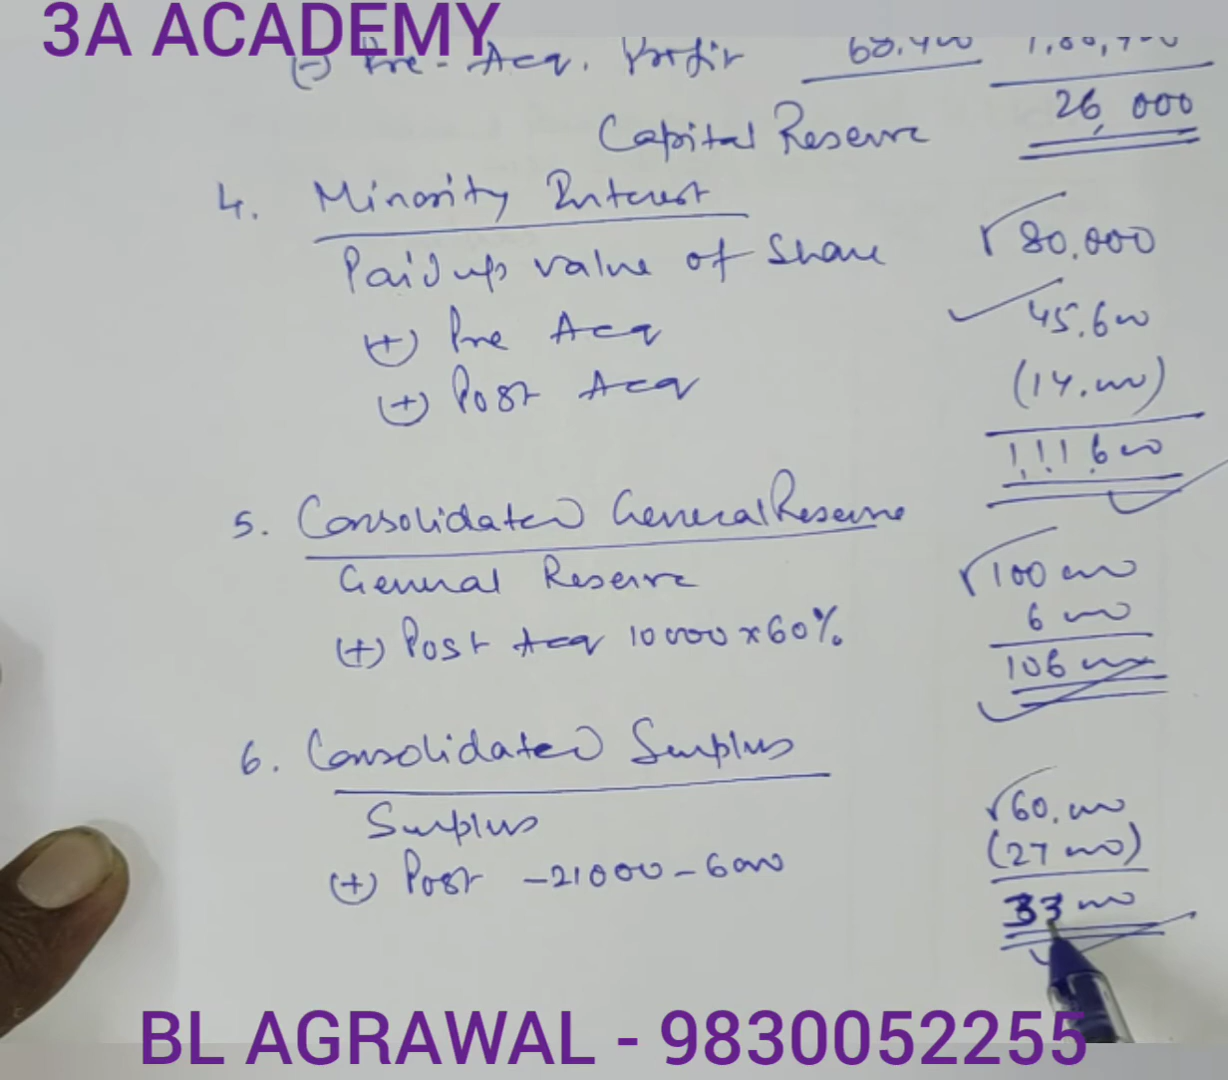 3A ACADEMY
(-) Pre - Acq. Profit 68,400
Capital Reserve 26,000
4. Minority Interest
Paid up value of Share 80,000
(+) Pre Acq 45,600
(+) Post Acq (14,000)
1,11,600
5. Consolidated General Reserve
General Reserve 100 000
(+) Post Acq 10000 x 60% 6 000
106 000
6. Consolidated Surplus
Surplus 60,000
(+) Post -21000 - 6000 (27 000)
33 000
BL AGRAWAL - 9830052255